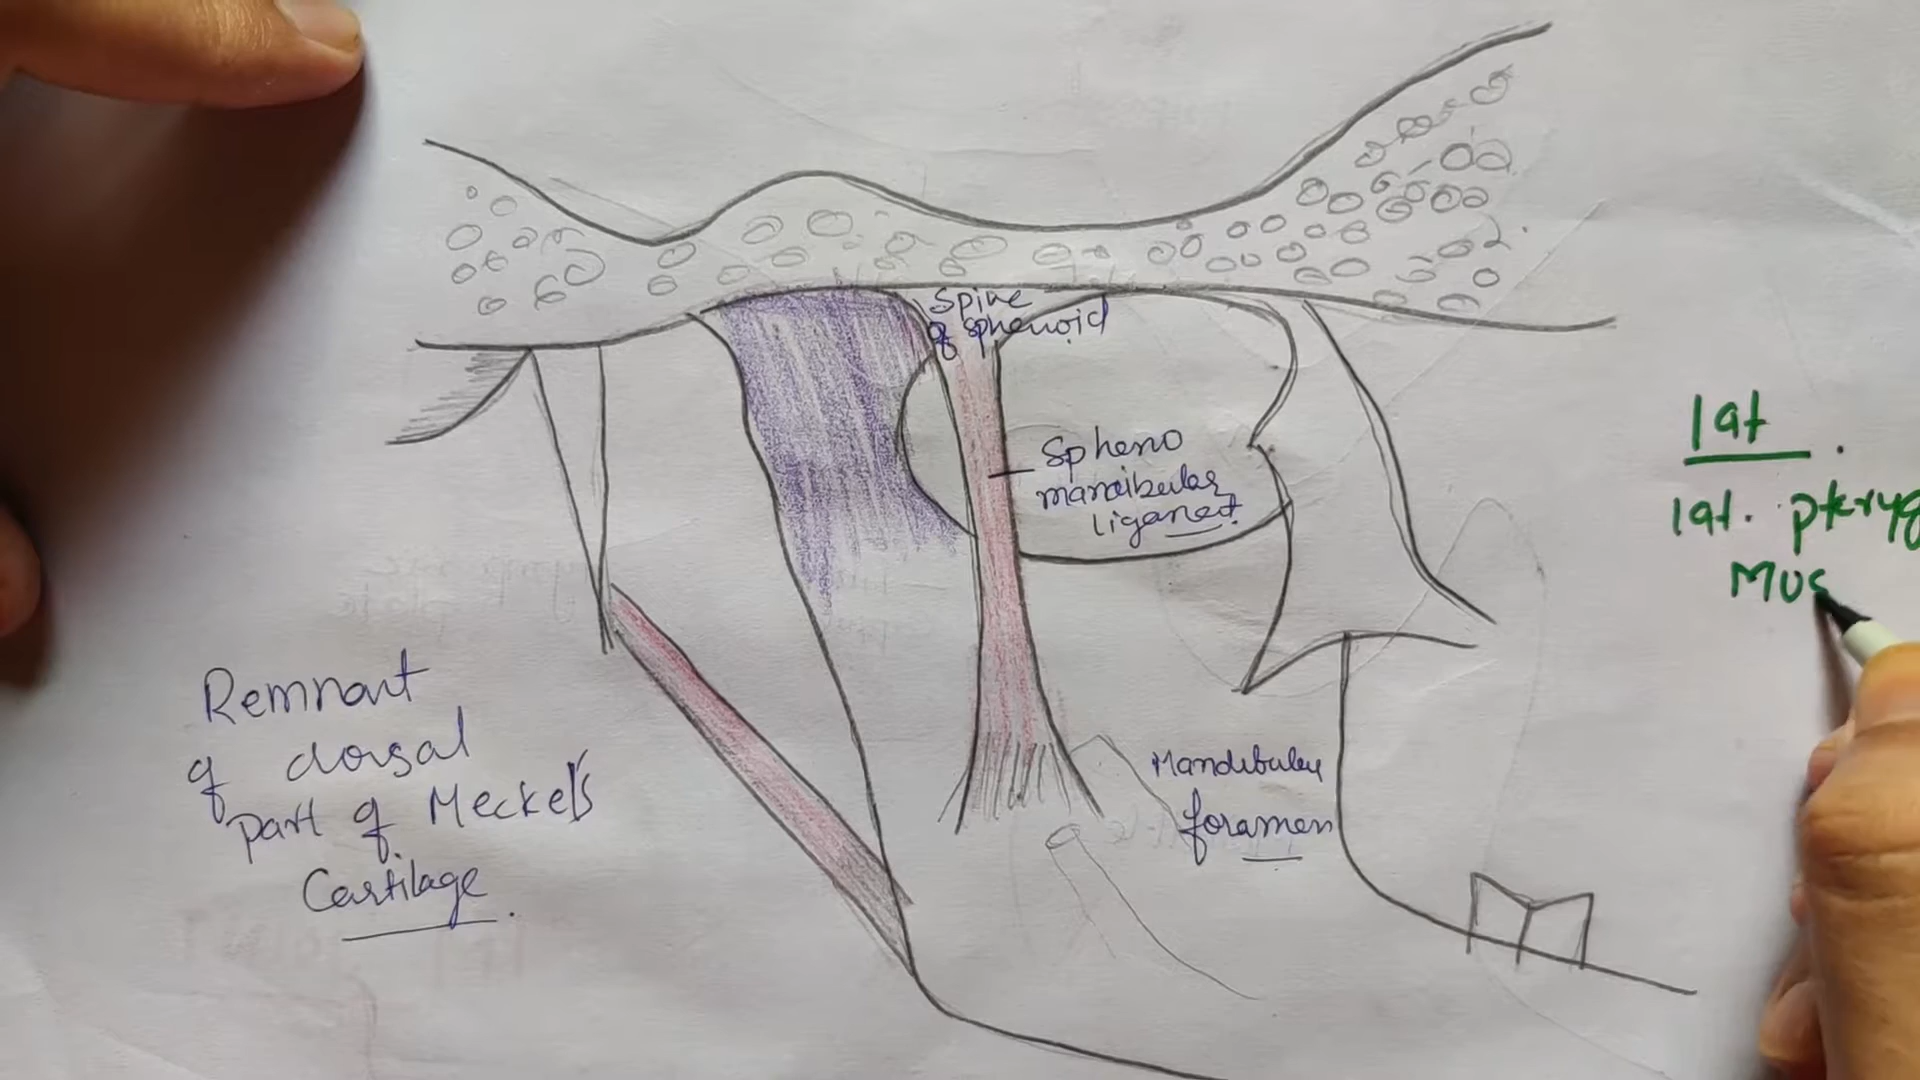 Spine
of sphenoid
Spheno
mandibular
ligament
lat.
lat. pteryg
Mus
Remnant
of dorsal
part of Meckel's
Cartilage.
Mandibular
foramen